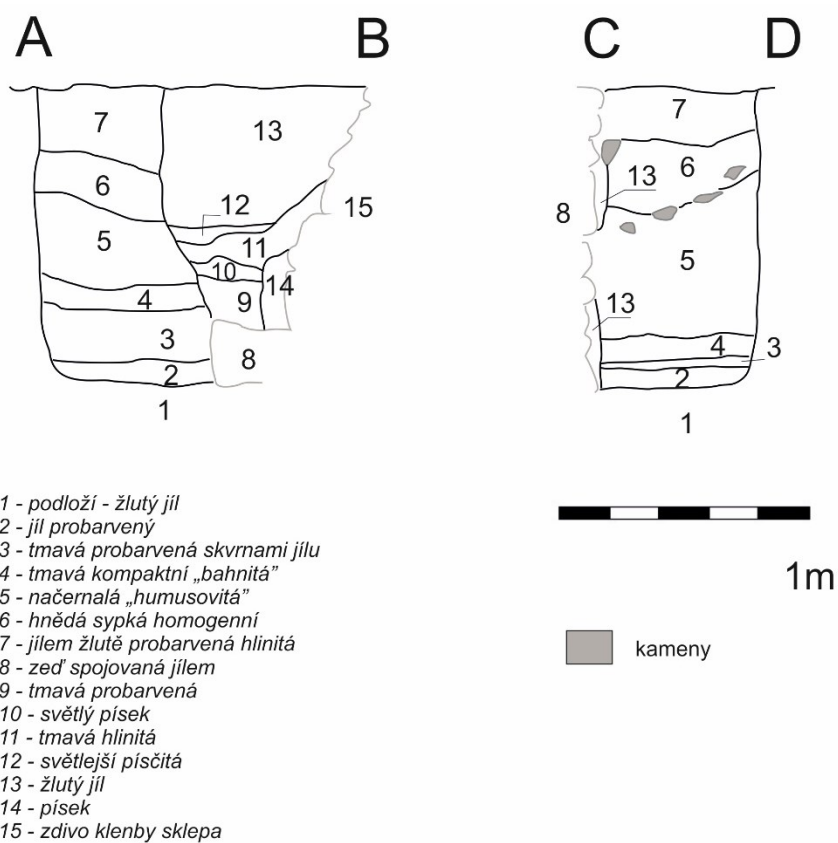 A B C D
7 13 7
6 12 6 13
5 11 15 8
10 14 5
4 9 13
3 8 4 3
2 2
1 1
1 - podloží - žlutý jíl
2 - jíl probarvený
3 - tmavá probarvená skvrnami jílu
4 - tmavá kompaktní „bahnitá”
5 - načernalá „humusovitá”
6 - hnědá sypká homogenní
7 - jílem žlutě probarvená hlinitá
8 - zeď spojovaná jílem
9 - tmavá probarvená
10 - světlý písek
11 - tmavá hlinitá
12 - světlejší písčitá
13 - žlutý jíl
14 - písek
15 - zdivo klenby sklepa
1m
kameny